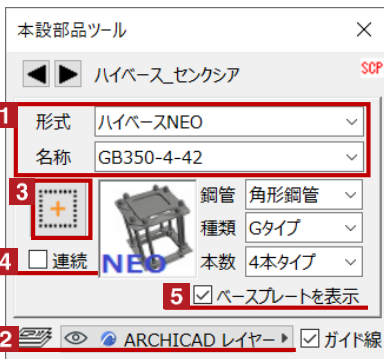 本設部品ツール
ハイベース_センクシア
SCP
1
形式 ハイベースNEO
名称 GB350-4-42
3
鋼管 角形鋼管
種類 Gタイプ
4 連続 NEO 本数 4本タイプ
5 ベースプレートを表示
2 ARCHICAD レイヤー ガイド線